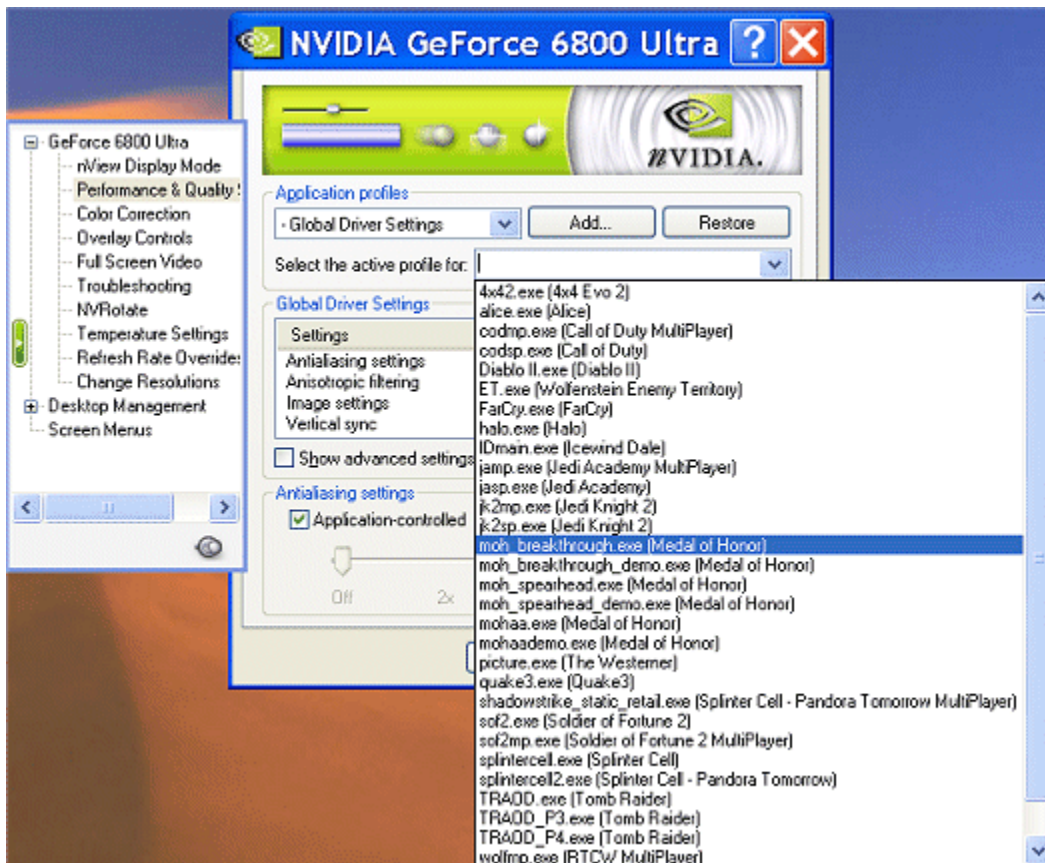 NVIDIA GeForce 6800 Ultra
nVIDIA.
GeForce 6800 Ultra
nView Display Mode
Performance & Quality S
Color Correction
Overlay Controls
Full Screen Video
Troubleshooting
NVRotate
Temperature Settings
Refresh Rate Overrides
Change Resolutions
Desktop Management
Screen Menus
Application profiles
- Global Driver Settings
Add...
Restore
Select the active profile for:
Global Driver Settings
Settings
Antialiasing settings
Anisotropic filtering
Image settings
Vertical sync
Show advanced settings
Antialiasing settings
Application-controlled
Off 2x
4x42.exe (4x4 Evo 2)
alice.exe (Alice)
codmp.exe (Call of Duty MultiPlayer)
codsp.exe (Call of Duty)
Diablo II.exe (Diablo II)
ET.exe (Wolfenstein Enemy Territory)
FarCry.exe (FarCry)
halo.exe (Halo)
IDmain.exe (Icewind Dale)
jamp.exe (Jedi Academy MultiPlayer)
jasp.exe (Jedi Academy)
jk2mp.exe (Jedi Knight 2)
jk2sp.exe (Jedi Knight 2)
moh_breakthrough.exe (Medal of Honor)
moh_breakthrough_demo.exe (Medal of Honor)
moh_spearhead.exe (Medal of Honor)
moh_spearhead_demo.exe (Medal of Honor)
mohaa.exe (Medal of Honor)
mohaademo.exe (Medal of Honor)
picture.exe (The Westerner)
quake3.exe (Quake3)
shadowstrike_static_retail.exe (Splinter Cell - Pandora Tomorrow MultiPlayer)
sof2.exe (Soldier of Fortune 2)
sof2mp.exe (Soldier of Fortune 2 MultiPlayer)
splintercell.exe (Splinter Cell)
splintercell2.exe (Splinter Cell - Pandora Tomorrow)
TRAOD.exe (Tomb Raider)
TRAOD_P3.exe (Tomb Raider)
TRAOD_P4.exe (Tomb Raider)
wolfmp.exe (RTCW MultiPlayer)